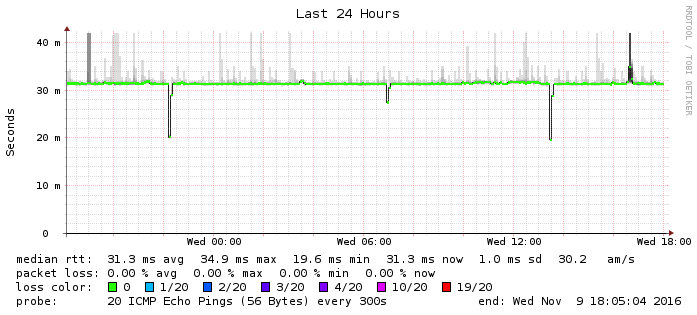 Last 24 Hours
RRDTOOL / TOBI OETIKER
Seconds
40 m
30 m
20 m
10 m
0
Wed 00:00 Wed 06:00 Wed 12:00 Wed 18:00
median rtt: 31.3 ms avg 34.9 ms max 19.6 ms min 31.3 ms now 1.0 ms sd 30.2 am/s
packet loss: 0.00 % avg 0.00 % max 0.00 % min 0.00 % now
loss color: 0 1/20 2/20 3/20 4/20 10/20 19/20
probe: 20 ICMP Echo Pings (56 Bytes) every 300s end: Wed Nov 9 18:05:04 2016